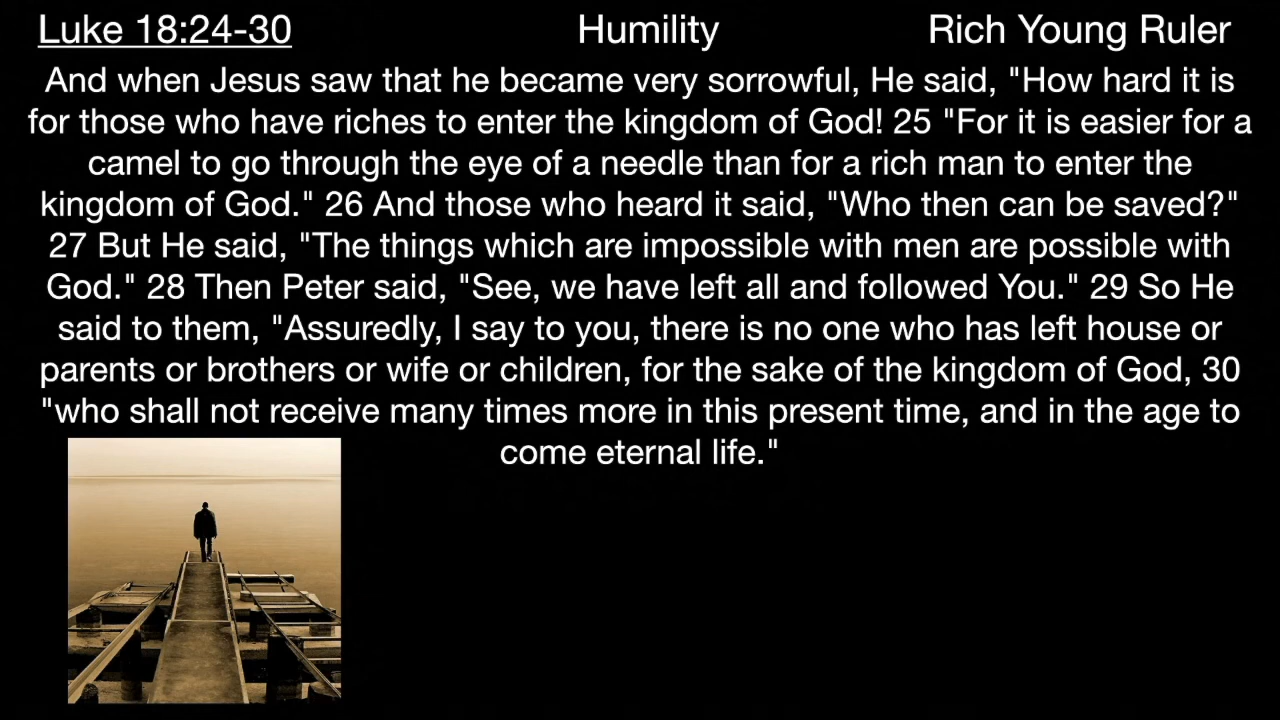 Luke 18:24-30 Humility Rich Young Ruler
And when Jesus saw that he became very sorrowful, He said, "How hard it is
for those who have riches to enter the kingdom of God! 25 "For it is easier for a
camel to go through the eye of a needle than for a rich man to enter the
kingdom of God." 26 And those who heard it said, "Who then can be saved?"
27 But He said, "The things which are impossible with men are possible with
God." 28 Then Peter said, "See, we have left all and followed You." 29 So He
said to them, "Assuredly, I say to you, there is no one who has left house or
parents or brothers or wife or children, for the sake of the kingdom of God, 30
"who shall not receive many times more in this present time, and in the age to
come eternal life."